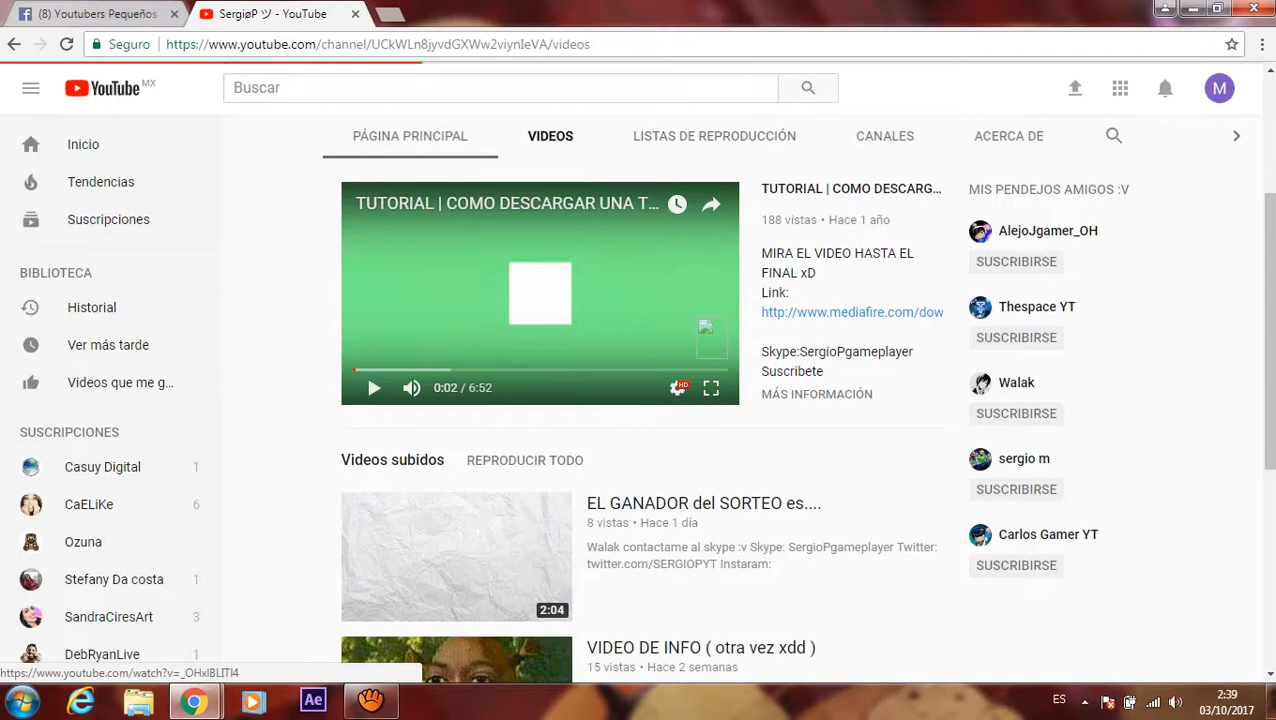 (8) Youtubers Pequeños
SergiøP ツ - YouTube
Seguro
https://www.youtube.com/channel/UCkWLn8jyvdGXWw2viynIeVA/videos
YouTube MX
Buscar
M
Inicio
Tendencias
Suscripciones
BIBLIOTECA
Historial
Ver más tarde
Videos que me g...
SUSCRIPCIONES
Casuy Digital 1
CaELiKe 6
Ozuna
Stefany Da costa 1
SandraCiresArt 3
DebRyanLive 1
PÁGINA PRINCIPAL
VIDEOS
LISTAS DE REPRODUCCIÓN
CANALES
ACERCA DE
TUTORIAL | COMO DESCARGAR UNA T...
0:02 / 6:52
HD
TUTORIAL | COMO DESCARG...
188 vistas • Hace 1 año
MIRA EL VIDEO HASTA EL
FINAL xD
Link:
http://www.mediafire.com/dow
Skype:SergioPgameplayer
Suscribete
MÁS INFORMACIÓN
Videos subidos
REPRODUCIR TODO
2:04
EL GANADOR del SORTEO es....
8 vistas • Hace 1 día
Walak contactame al skype :v Skype: SergioPgameplayer Twitter:
twitter.com/SERGIOPYT Instaram:
VIDEO DE INFO ( otra vez xdd )
15 vistas • Hace 2 semanas
MIS PENDEJOS AMIGOS :V
AlejoJgamer_OH
SUSCRIBIRSE
Thespace YT
SUSCRIBIRSE
Walak
SUSCRIBIRSE
sergio m
SUSCRIBIRSE
Carlos Gamer YT
SUSCRIBIRSE
https://www.youtube.com/watch?v=_OHxlBLITl4
Ae
ES
2:39
03/10/2017